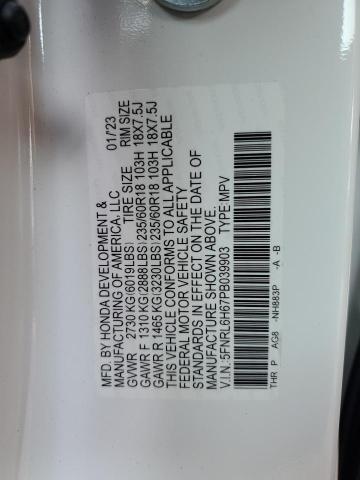 MFD. BY HONDA DEVELOPMENT &
MANUFACTURING OF AMERICA, LLC 01/'23
GVWR 2730 KG(6019LBS) TIRE SIZE RIM SIZE
GAWR F 1310 KG(2888LBS)235/60R18 103H 18X7.5J
GAWR R 1465 KG(3230LBS)235/60R18 103H 18X7.5J
THIS VEHICLE CONFORMS TO ALL APPLICABLE
FEDERAL MOTOR VEHICLE SAFETY
STANDARDS IN EFFECT ON THE DATE OF
MANUFACTURE SHOWN ABOVE.
V.I.N.:5FNRL6H67PB039903 TYPE:MPV
THR P AG8 -NH883P -A -B